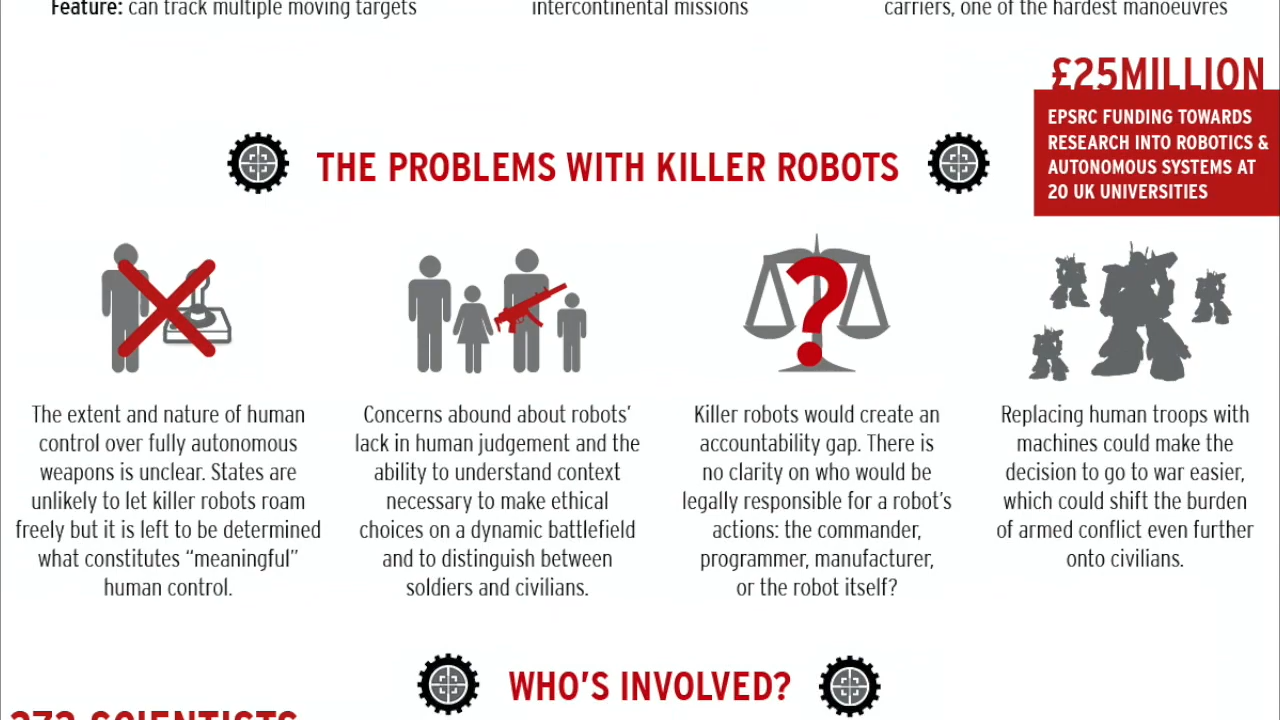 Feature: can track multiple moving targets
intercontinental missions
carriers, one of the hardest manoeuvres
£25MILLION
EPSRC FUNDING TOWARDS
RESEARCH INTO ROBOTICS &
AUTONOMOUS SYSTEMS AT
20 UK UNIVERSITIES
THE PROBLEMS WITH KILLER ROBOTS
The extent and nature of human
control over fully autonomous
weapons is unclear. States are
unlikely to let killer robots roam
freely but it is left to be determined
what constitutes “meaningful”
human control.
Concerns abound about robots’
lack in human judgement and the
ability to understand context
necessary to make ethical
choices on a dynamic battlefield
and to distinguish between
soldiers and civilians.
Killer robots would create an
accountability gap. There is
no clarity on who would be
legally responsible for a robot’s
actions: the commander,
programmer, manufacturer,
or the robot itself?
Replacing human troops with
machines could make the
decision to go to war easier,
which could shift the burden
of armed conflict even further
onto civilians.
WHO’S INVOLVED?
SCIENTISTS